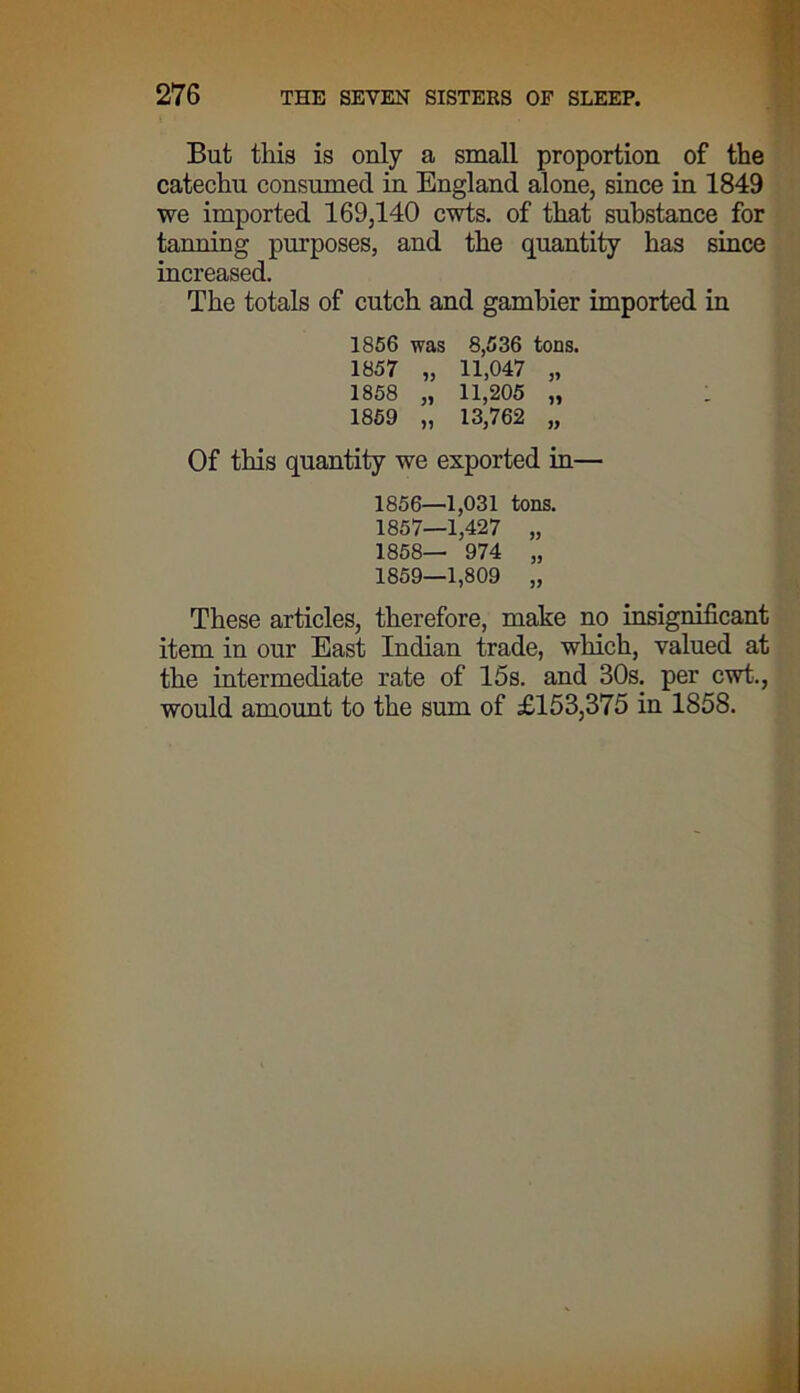 276 THE SEVEN SISTERS OF SLEEP.
But this is only a small proportion of the
catechu consumed in England alone, since in 1849
we imported 169,140 cwts. of that substance for
tanning purposes, and the quantity has since
increased.
The totals of cutch and gambier imported in
1856 was 8,536 tons.
1857 „ 11,047 „
1858 „ 11,205 „
1859 „ 13,762 „
Of this quantity we exported in—
1856—1,031 tons.
1857—1,427 „
1858— 974 „
1859—1,809 „
These articles, therefore, make no insignificant
item in our East Indian trade, which, valued at
the intermediate rate of 15s. and 30s. per cwt.,
would amount to the sum of £153,375 in 1858.